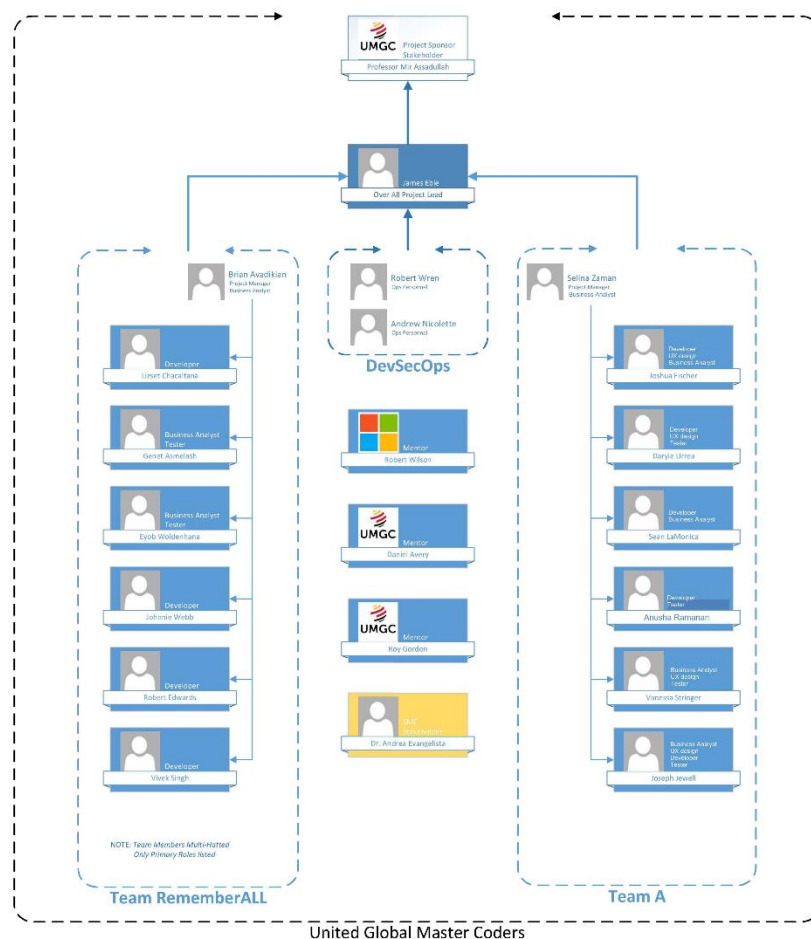 UMGC
Project Sponsor
Stakeholder
Professor Mir Assadullah
James Eble
Over All Project Lead
Brian Avadikian
Project Manager
Business Analyst
Developer
Lizset Chacaltana
Business Analyst
Tester
Genet Asmelash
Business Analyst
Tester
Eyob Woldehana
Developer
Johnnie Webb
Developer
Robert Edwards
Developer
Vivek Singh
NOTE: Team Members Multi-Hatted
Only Primary Roles listed
Team RememberALL
Robert Wren
Ops Personnel
Andrew Nicolette
Ops Personnel
DevSecOps
Mentor
Robert Wilson
UMGC
Mentor
Daniel Avery
UMGC
Mentor
Roy Gordon
Stakeholder
Dr. Andrea Evangelista
Selina Zaman
Project Manager
Business Analyst
Developer
UX design
Business Analyst
Joshua Fischer
Developer
UX design
Tester
Daryle Urrea
Developer
Business Analyst
Sean LaMonica
Developer
Tester
Anusha Ramanan
Business Analyst
UX design
Tester
Vanessa Stringer
Business Analyst
UX design
Developer
Tester
Joseph Jewell
Team A
United Global Master Coders